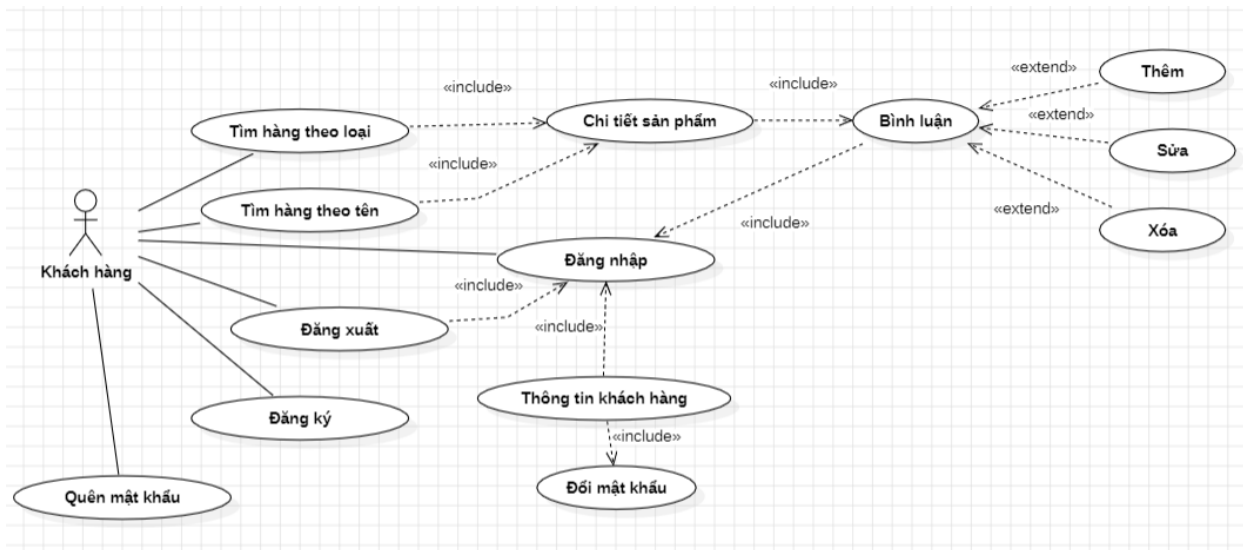 «extend»
Thêm
«include»
«include»
Tìm hàng theo loại
Chi tiết sản phẩm
Bình luận
«extend»
Sửa
«include»
Tìm hàng theo tên
«extend»
Xóa
«include»
Khách hàng
Đăng nhập
«include»
Đăng xuất
«include»
Thông tin khách hàng
Đăng ký
«include»
Quên mật khẩu
Đổi mật khẩu